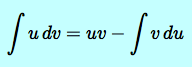 ∫ u dv = uv − ∫ v du